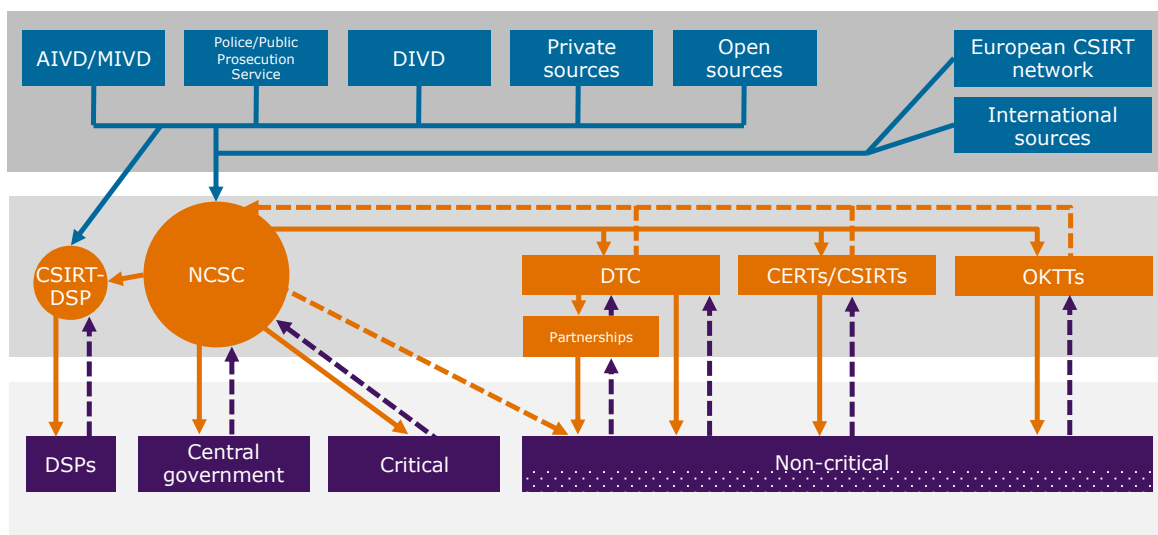 AIVD/MIVD
Police/Public
Prosecution
Service
DIVD
Private
sources
Open
sources
European CSIRT
network
International
sources
CSIRT-
DSP
NCSC
DTC
CERTs/CSIRTs
OKTTs
Partnerships
DSPs
Central
government
Critical
Non-critical